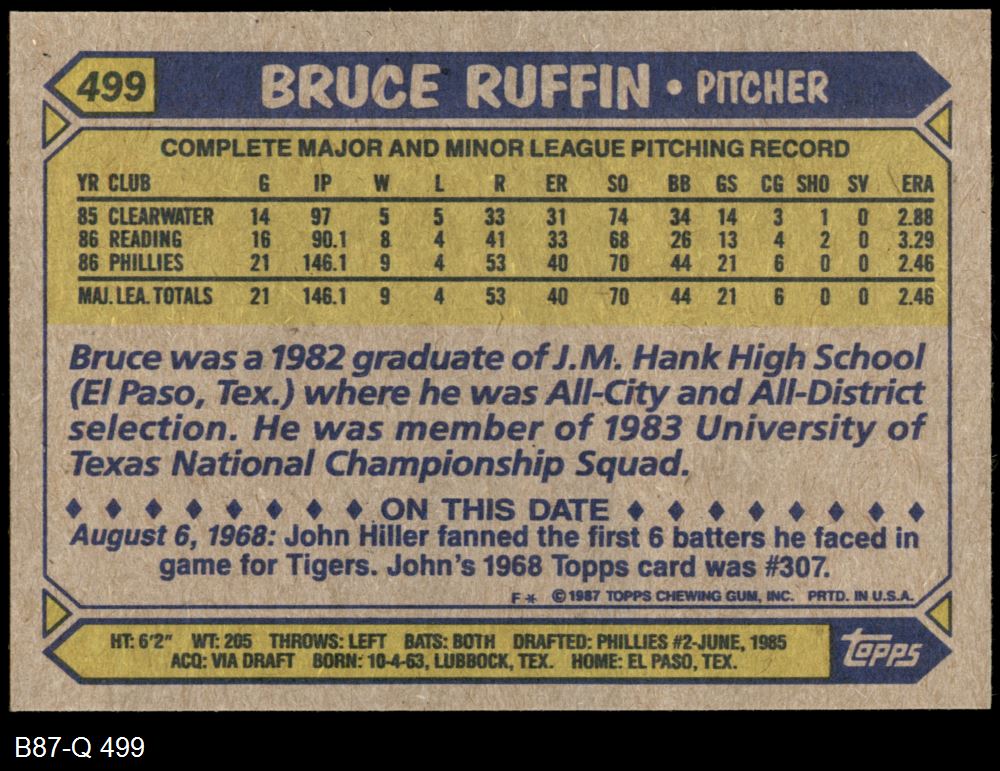 499 BRUCE RUFFIN • PITCHER
COMPLETE MAJOR AND MINOR LEAGUE PITCHING RECORD
YR CLUB G IP W L R ER SO BB GS CG SHO SV ERA
85 CLEARWATER 14 97 5 5 33 31 74 34 14 3 1 0 2.88
86 READING 16 90.1 8 4 41 33 68 26 13 4 2 0 3.29
86 PHILLIES 21 146.1 9 4 53 40 70 44 21 6 0 0 2.46
MAJ. LEA. TOTALS 21 146.1 9 4 53 40 70 44 21 6 0 0 2.46
Bruce was a 1982 graduate of J.M. Hank High School
(El Paso, Tex.) where he was All-City and All-District
selection. He was member of 1983 University of
Texas National Championship Squad.
♦ ♦ ♦ ♦ ♦ ♦ ♦ ♦ ON THIS DATE ♦ ♦ ♦ ♦ ♦ ♦ ♦ ♦
August 6, 1968: John Hiller fanned the first 6 batters he faced in
game for Tigers. John's 1968 Topps card was #307.
F* ©1987 TOPPS CHEWING GUM, INC. PRTD. IN U.S.A.
HT: 6'2" WT: 205 THROWS: LEFT BATS: BOTH DRAFTED: PHILLIES #2-JUNE, 1985
ACQ: VIA DRAFT BORN: 10-4-63, LUBBOCK, TEX. HOME: EL PASO, TEX.
topps
B87-Q 499